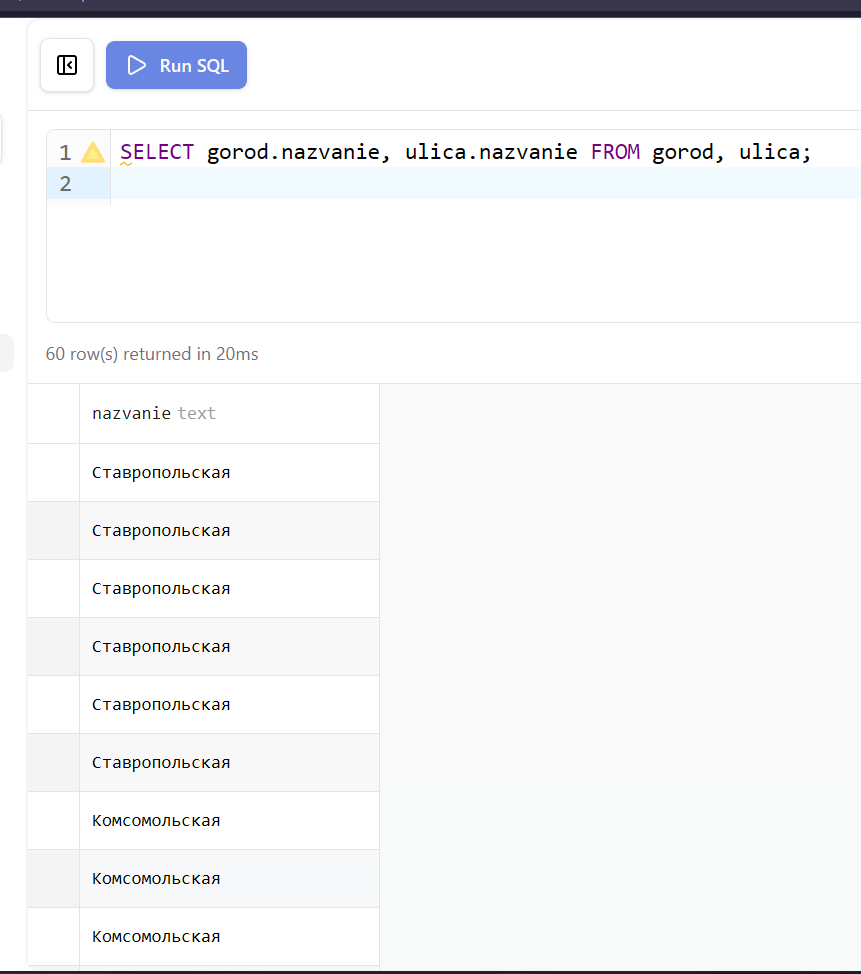 Run SQL
1 SELECT gorod.nazvanie, ulica.nazvanie FROM gorod, ulica;
2
60 row(s) returned in 20ms
nazvanie text
Ставропольская
Ставропольская
Ставропольская
Ставропольская
Ставропольская
Ставропольская
Комсомольская
Комсомольская
Комсомольская